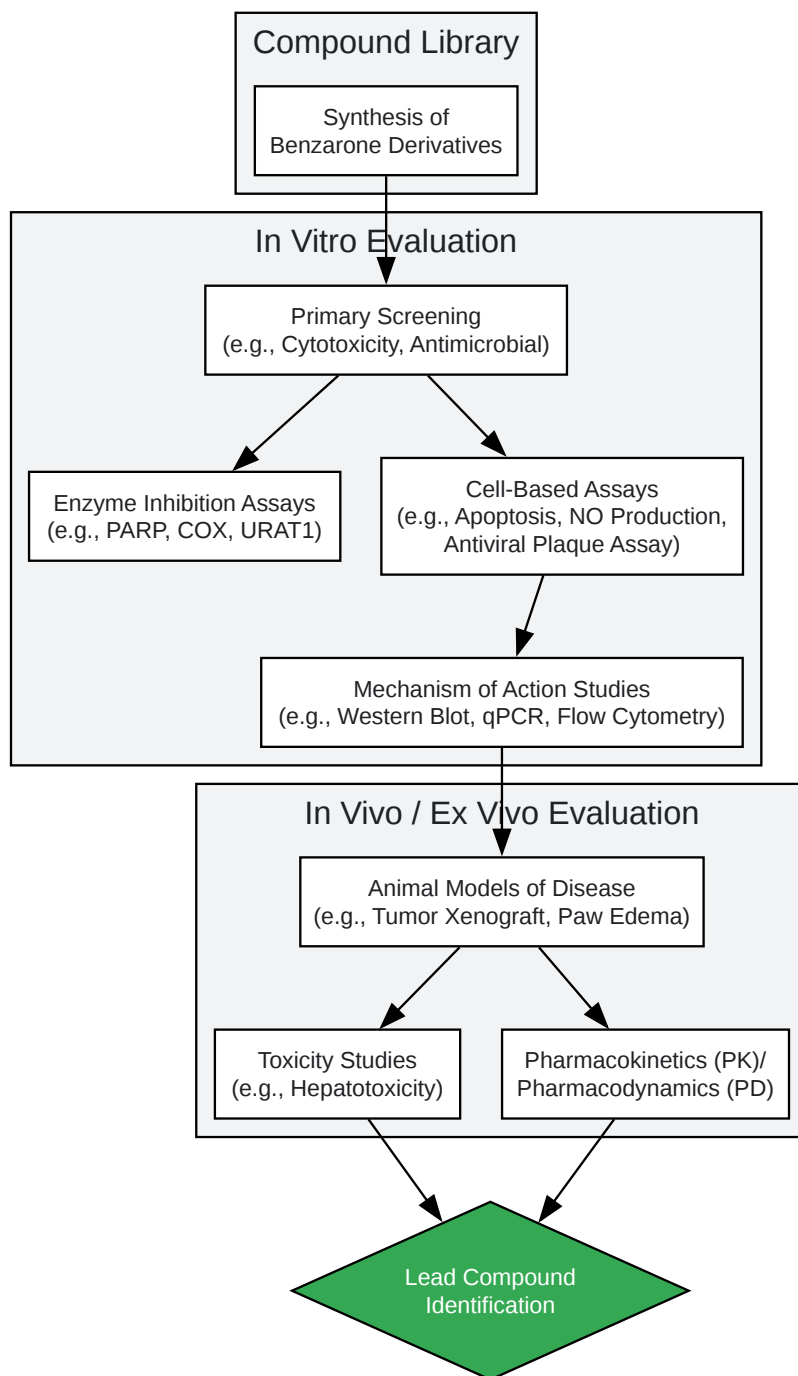 Compound Library
Synthesis of
Benzarone Derivatives
In Vitro Evaluation
Primary Screening
(e.g., Cytotoxicity, Antimicrobial)
Enzyme Inhibition Assays
(e.g., PARP, COX, URAT1)
Cell-Based Assays
(e.g., Apoptosis, NO Production,
Antiviral Plaque Assay)
Mechanism of Action Studies
(e.g., Western Blot, qPCR, Flow Cytometry)
In Vivo / Ex Vivo Evaluation
Animal Models of Disease
(e.g., Tumor Xenograft, Paw Edema)
Toxicity Studies
(e.g., Hepatotoxicity)
Pharmacokinetics (PK)/
Pharmacodynamics (PD)
Lead Compound
Identification